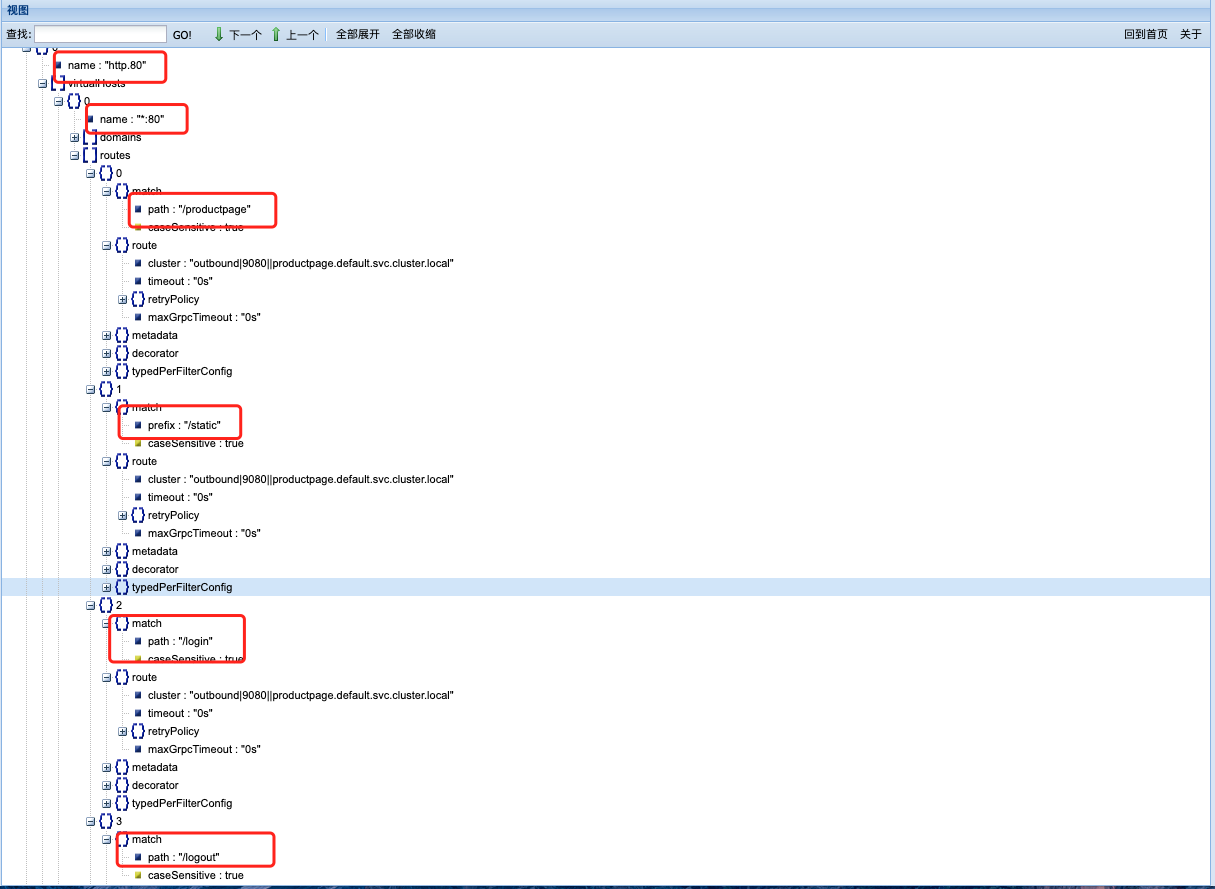 视图
查找: GO! 下一个 上一个 全部展开 全部收缩 回到首页 关于
0
name : "http.80"
virtualHosts
0
name : "*:80"
domains
routes
0
match
path : "/productpage"
caseSensitive : true
route
cluster : "outbound|9080||productpage.default.svc.cluster.local"
timeout : "0s"
retryPolicy
maxGrpcTimeout : "0s"
metadata
decorator
typedPerFilterConfig
1
match
prefix : "/static"
caseSensitive : true
route
cluster : "outbound|9080||productpage.default.svc.cluster.local"
timeout : "0s"
retryPolicy
maxGrpcTimeout : "0s"
metadata
decorator
typedPerFilterConfig
2
match
path : "/login"
caseSensitive : true
route
cluster : "outbound|9080||productpage.default.svc.cluster.local"
timeout : "0s"
retryPolicy
maxGrpcTimeout : "0s"
metadata
decorator
typedPerFilterConfig
3
match
path : "/logout"
caseSensitive : true